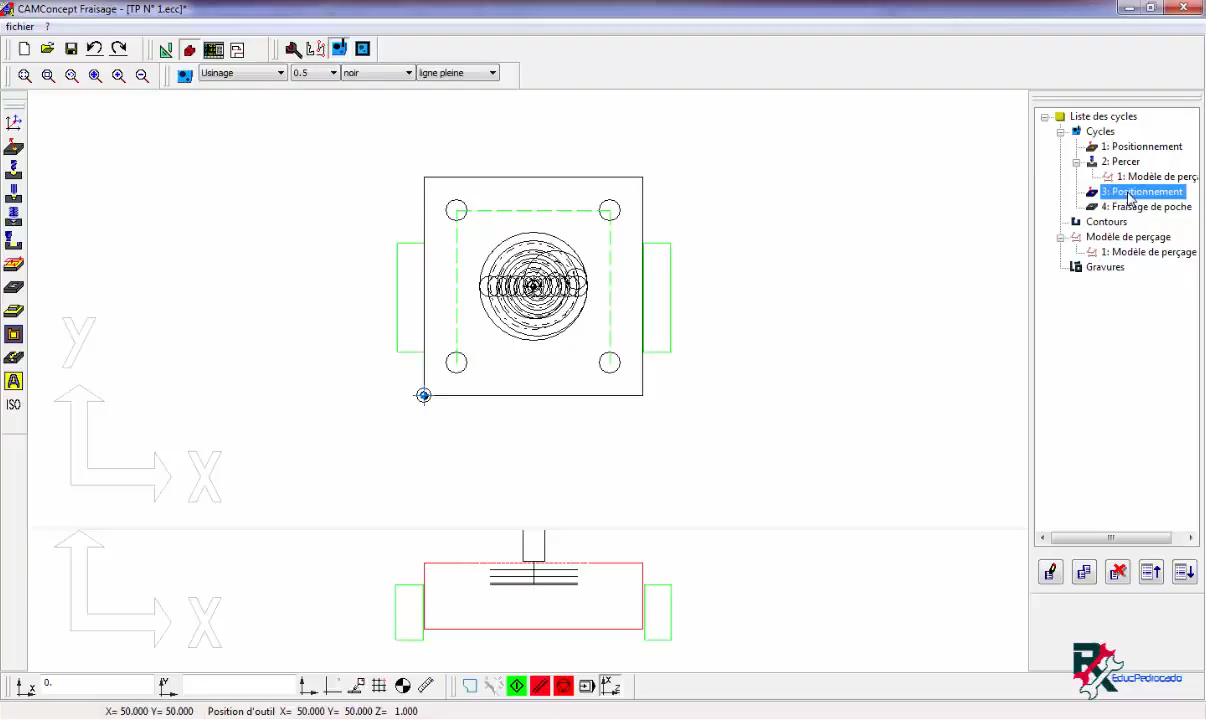 CAMConcept Fraisage - [TP N° 1.ecc]*
fichier ?
Usinage 0.5 noir ligne pleine
Liste des cycles
Cycles
1: Positionnement
2: Percer
1: Modèle de perç
3: Positionnement
4: Fraisage de poche
Contours
Modèle de perçage
1: Modèle de perçage
Gravures
A
ISO
Y
X
Y
X
X 0. Y
X Z
EducPedrocado
X= 50.000 Y= 50.000 Position d'outil X= 50.000 Y= 50.000 Z= 1.000